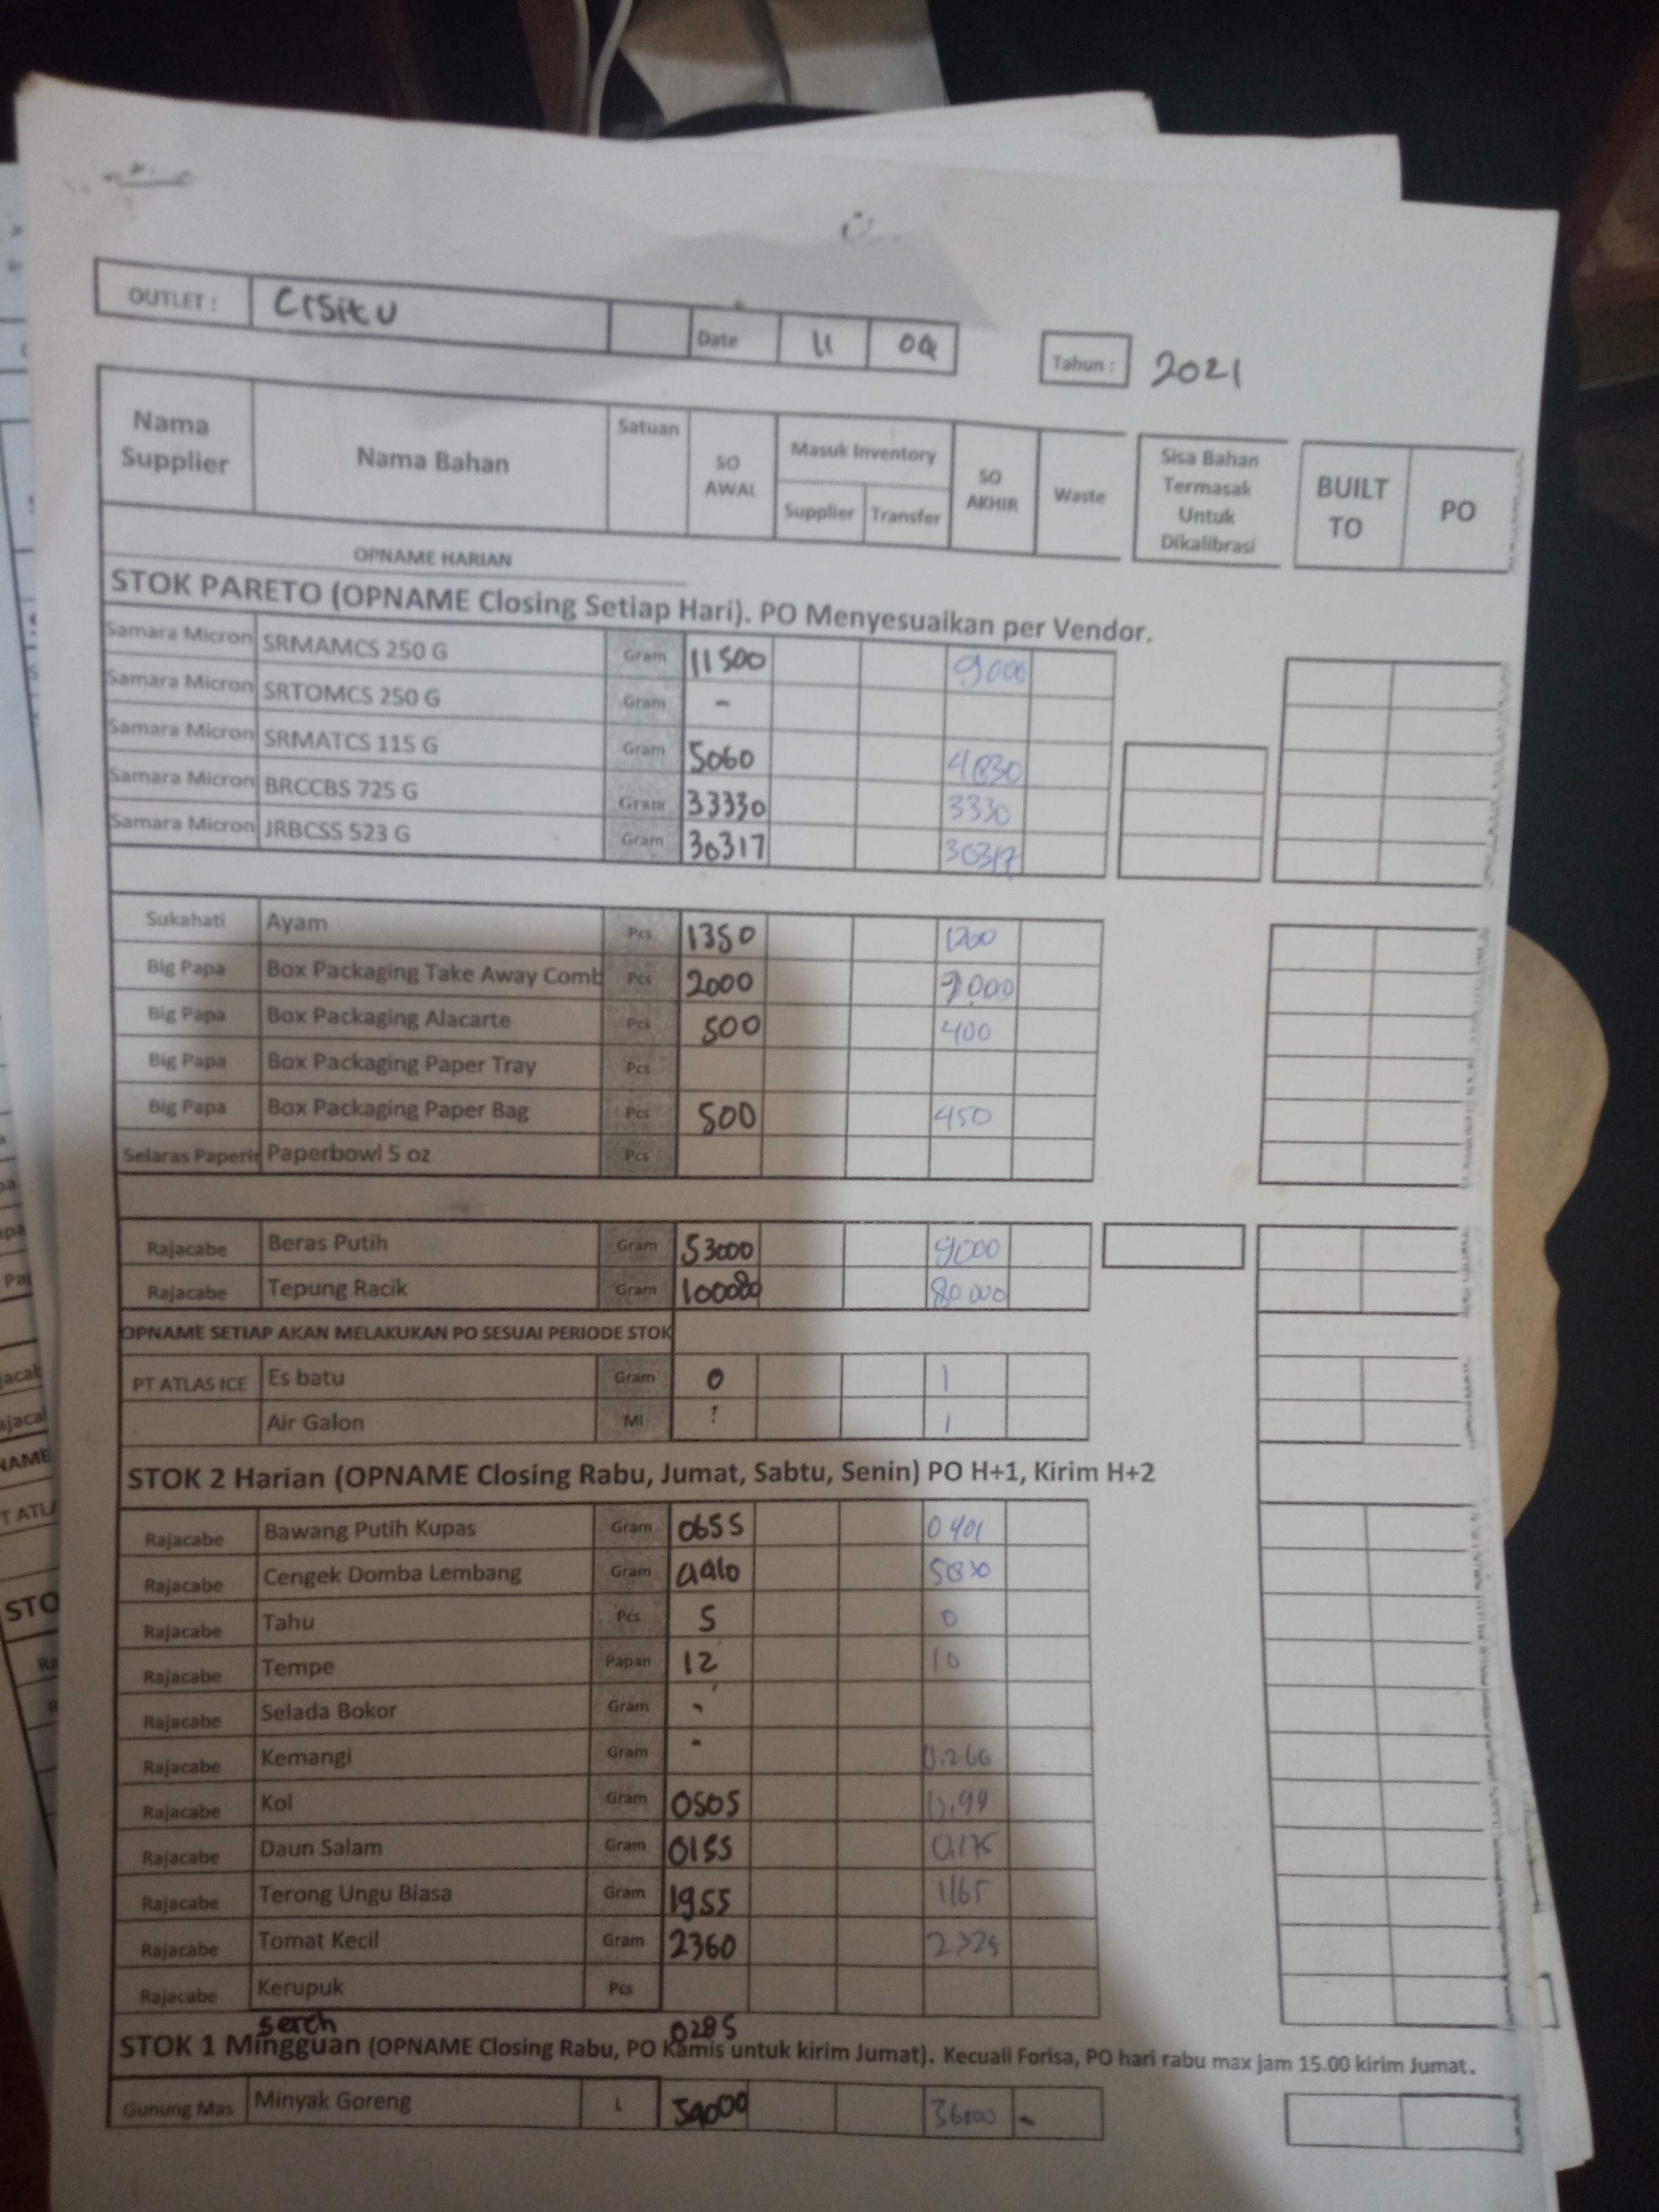 OUTLET : Cisitu Date 11 04 Tahun : 2021
Nama Supplier Nama Bahan Satuan SO AWAL Masuk Inventory Supplier Transfer SO AKHIR Waste Sisa Bahan Termasak Untuk Dikalibrasi BUILT TO PO
OPNAME HARIAN
STOK PARETO (OPNAME Closing Setiap Hari). PO Menyesuaikan per Vendor.
Samara Micron SRMAMCS 250 G Gram 11500 9000
Samara Micron SRTOMCS 250 G Gram -
Samara Micron SRMATCS 115 G Gram 5060 4830
Samara Micron BRCCBS 725 G Gram 33330 3330
Samara Micron JRBCSS 523 G Gram 30317 30317
Sukahati Ayam Pcs 1350 1200
Big Papa Box Packaging Take Away Comb Pcs 2000
Big Papa Box Packaging Alacarte Pcs 500 400
Big Papa Box Packaging Paper Tray Pcs
Big Papa Box Packaging Paper Bag Pcs 500 450
Selaras Paperin Paperbowl 5 oz Pcs
Rajacabe Beras Putih Gram 53000 9000
Rajacabe Tepung Racik Gram 80000
OPNAME SETIAP AKAN MELAKUKAN PO SESUAI PERIODE STOK
PT ATLAS ICE Es batu Gram 0 1
Air Galon Ml 1
STOK 2 Harian (OPNAME Closing Rabu, Jumat, Sabtu, Senin) PO H+1, Kirim H+2
Rajacabe Bawang Putih Kupas Gram 0655 0401
Rajacabe Cengek Domba Lembang Gram 5830
Rajacabe Tahu Pcs 5 0
Rajacabe Tempe Papan 12 10
Rajacabe Selada Bokor Gram -
Rajacabe Kemangi Gram - 0.266
Rajacabe Kol Gram 0505 0.99
Rajacabe Daun Salam Gram 0155 0.175
Rajacabe Terong Ungu Biasa Gram 1955 1165
Rajacabe Tomat Kecil Gram 2360 2325
Rajacabe Kerupuk Pcs
sereh 0285
STOK 1 Mingguan (OPNAME Closing Rabu, PO Kamis untuk kirim Jumat). Kecuali Forisa, PO hari rabu max jam 15.00 kirim Jumat.
Gunung Mas Minyak Goreng L 54000 36000 -